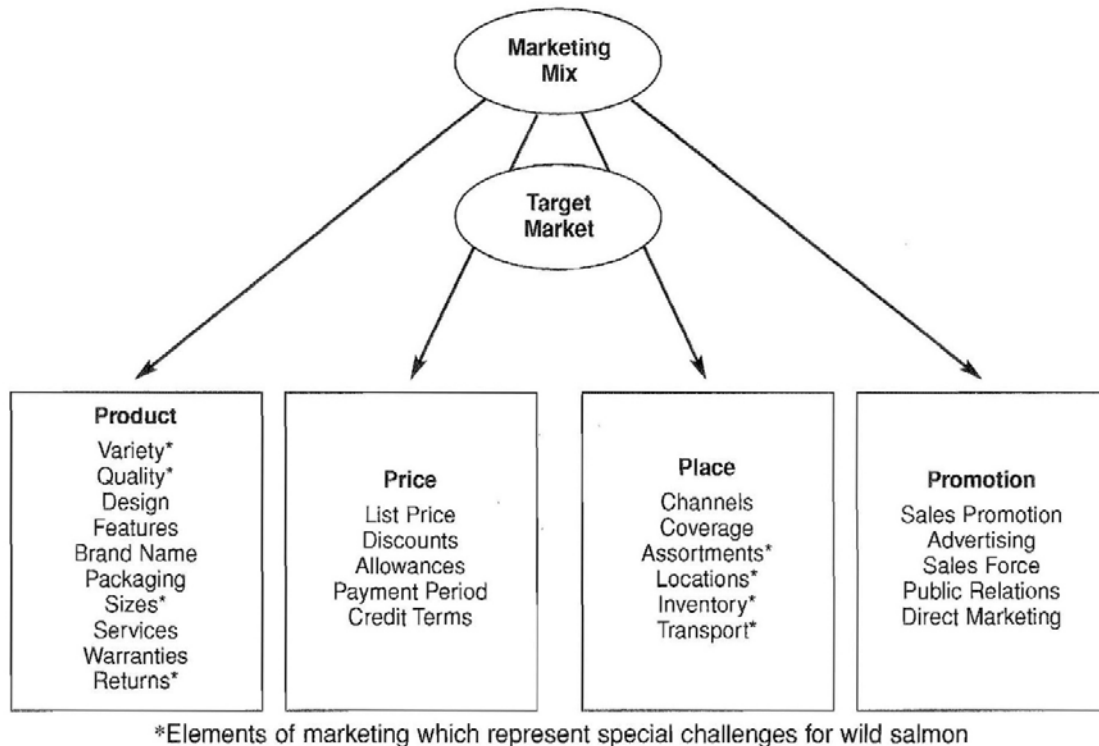 Marketing
Mix
Target
Market
Product
Variety*
Quality*
Design
Features
Brand Name
Packaging
Sizes*
Services
Warranties
Returns*
Price
List Price
Discounts
Allowances
Payment Period
Credit Terms
Place
Channels
Coverage
Assortments*
Locations*
Inventory*
Transport*
Promotion
Sales Promotion
Advertising
Sales Force
Public Relations
Direct Marketing
*Elements of marketing which represent special challenges for wild salmon